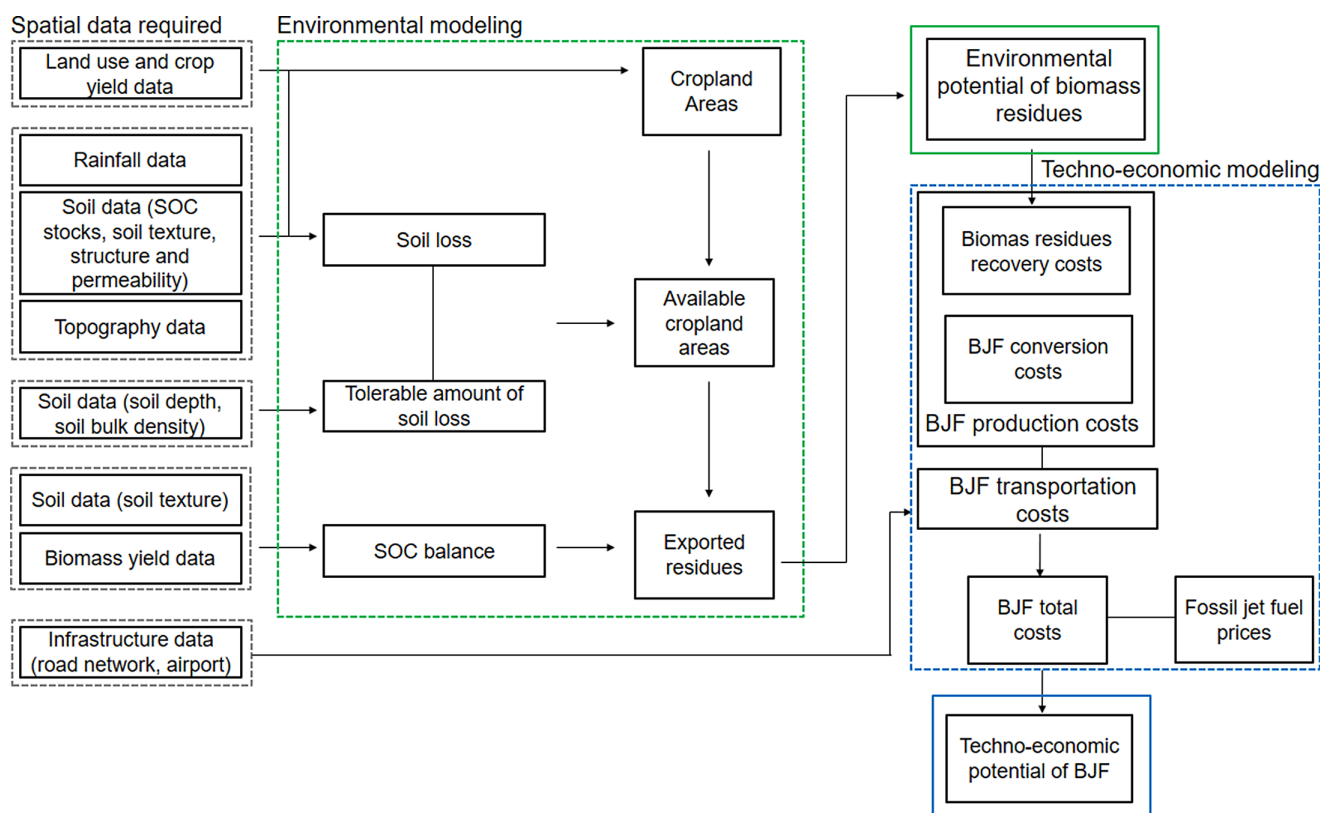 Spatial data required
Land use and crop
yield data
Rainfall data
Soil data (SOC
stocks, soil texture,
structure and
permeability)
Topography data
Soil data (soil depth,
soil bulk density)
Soil data (soil texture)
Biomass yield data
Infrastructure data
(road network, airport)
Environmental modeling
Cropland
Areas
Soil loss
Available
cropland
areas
Tolerable amount of
soil loss
SOC balance
Exported
residues
Environmental
potential of biomass
residues
Techno-economic modeling
Biomas residues
recovery costs
BJF conversion
costs
BJF production costs
BJF transportation
costs
BJF total
costs
Fossil jet fuel
prices
Techno-economic
potential of BJF